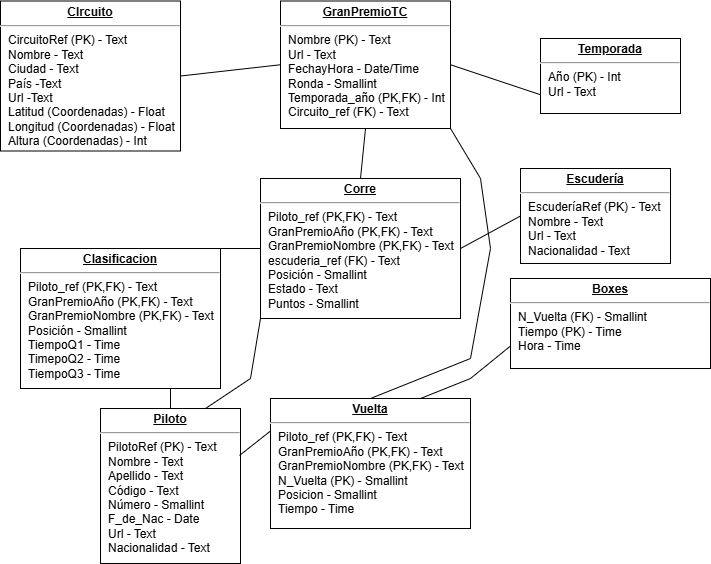 CIrcuito
CircuitoRef (PK) - Text
Nombre - Text
Ciudad - Text
País -Text
Url -Text
Latitud (Coordenadas) - Float
Longitud (Coordenadas) - Float
Altura (Coordenadas) - Int
GranPremioTC
Nombre (PK) - Text
Url - Text
FechayHora - Date/Time
Ronda - Smallint
Temporada_año (PK,FK) - Int
Circuito_ref (FK) - Text
Temporada
Año (PK) - Int
Url - Text
Corre
Piloto_ref (PK,FK) - Text
GranPremioAño (PK,FK) - Text
GranPremioNombre (PK,FK) - Text
escuderia_ref (FK) - Text
Posición - Smallint
Estado - Text
Puntos - Smallint
Escudería
EscuderíaRef (PK) - Text
Nombre - Text
Url - Text
Nacionalidad - Text
Clasificacion
Piloto_ref (PK,FK) - Text
GranPremioAño (PK,FK) - Text
GranPremioNombre (PK,FK) - Text
Posición - Smallint
TiempoQ1 - Time
TimepoQ2 - Time
TiempoQ3 - Time
Boxes
N_Vuelta (FK) - Smallint
Tiempo (PK) - Time
Hora - Time
Piloto
PilotoRef (PK) - Text
Nombre - Text
Apellido - Text
Código - Text
Número - Smallint
F_de_Nac - Date
Url - Text
Nacionalidad - Text
Vuelta
Piloto_ref (PK,FK) - Text
GranPremioAño (PK,FK) - Text
GranPremioNombre (PK,FK) - Text
N_Vuelta (PK) - Smallint
Posicion - Smallint
Tiempo - Time